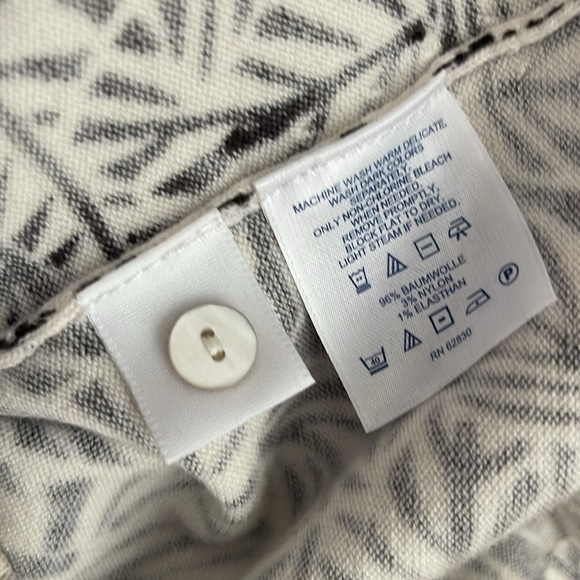 MACHINE WASH WARM DELICATE.
WASH DARK COLORS
SEPARATELY.
ONLY NON-CHLORINE BLEACH
WHEN NEEDED.
REMOVE PROMPTLY,
BLOCK FLAT TO DRY.
LIGHT STEAM IF NEEDED.
96% BAUMWOLLE
3% NYLON
1% ELASTHAN
40 P
RN 62830